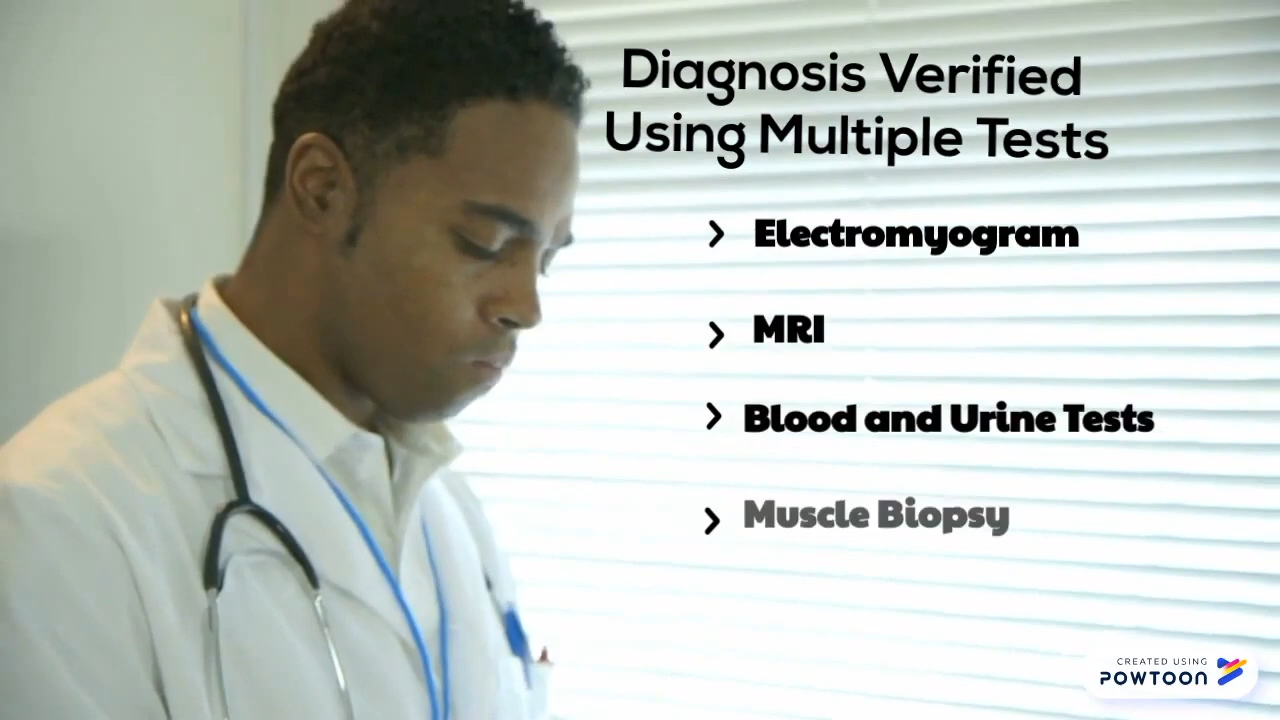 Diagnosis Verified
Using Multiple Tests
Electromyogram
MRI
Blood and Urine Tests
Muscle Biopsy
CREATED USING
POWTOON